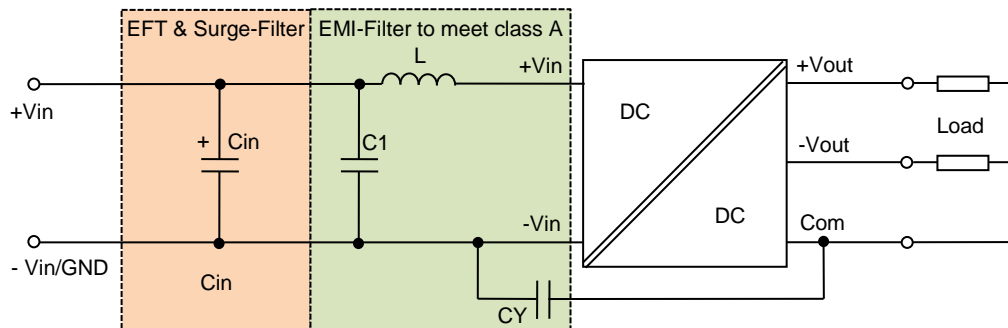 EFT & Surge-Filter
EMI-Filter to meet class A
L
+Vin
+Vout
+Vin
DC
Load
+
Cin
C1
-Vout
DC
-Vin
Com
- Vin/GND
Cin
CY